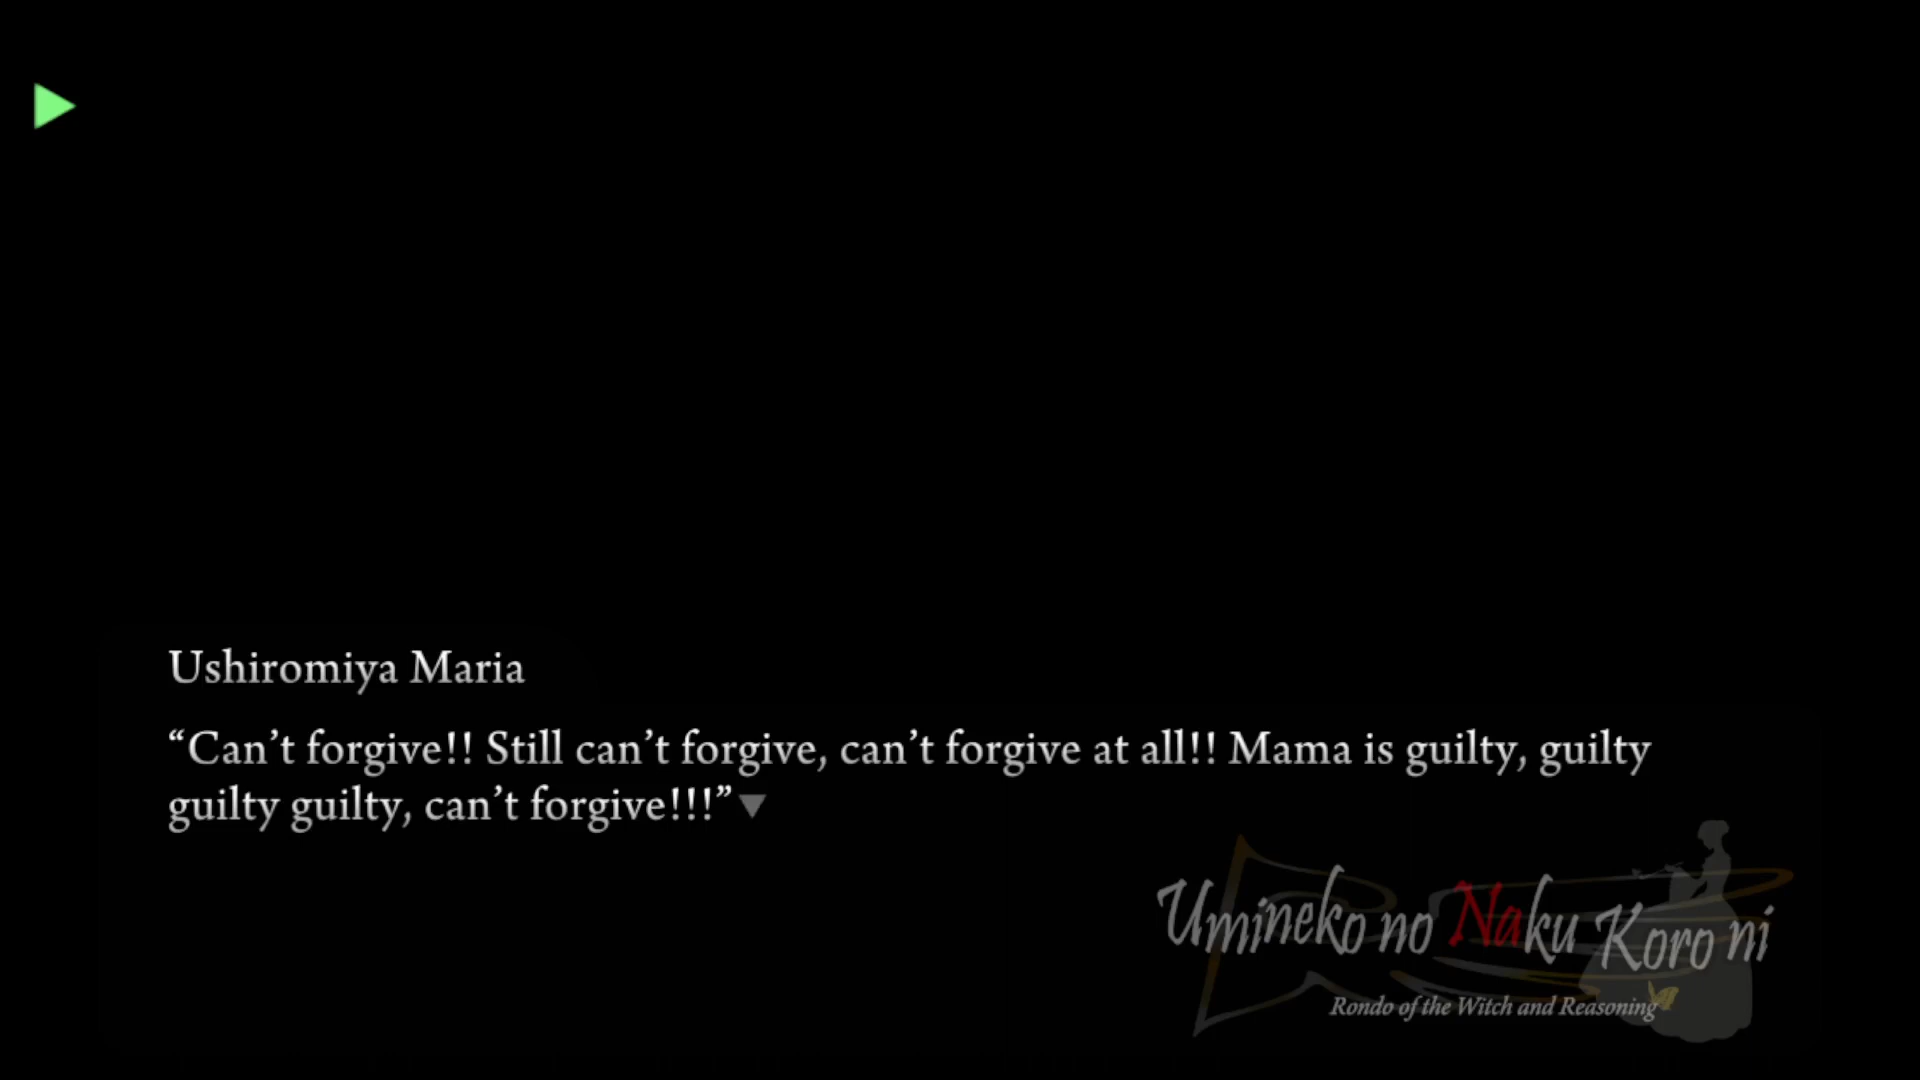 Ushiromiya Maria
“Can’t forgive!! Still can’t forgive, can’t forgive at all!! Mama is guilty, guilty
guilty guilty, can’t forgive!!!”
Umineko no Naku Koro ni
Rondo of the Witch and Reasoning